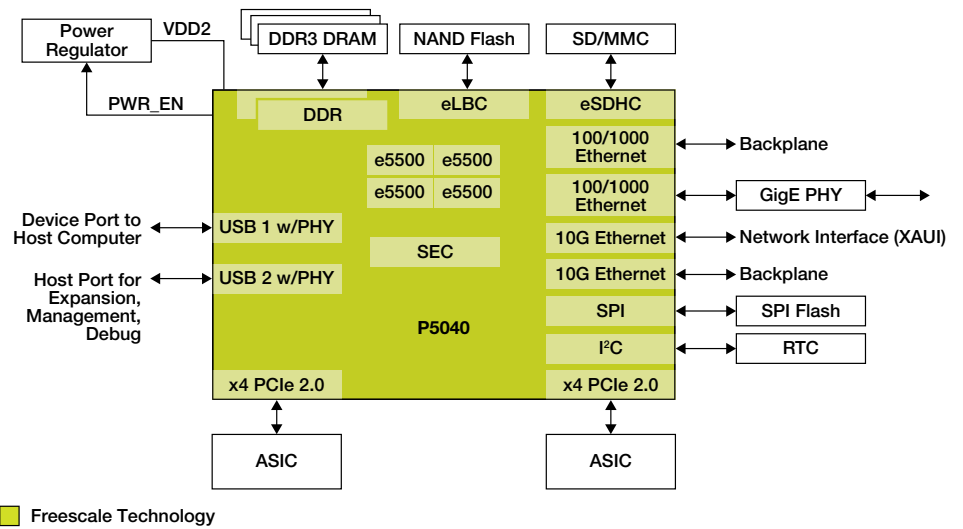 Power
Regulator
VDD2
DDR3 DRAM
NAND Flash
SD/MMC
PWR_EN
DDR
eLBC
eSDHC
100/1000
Ethernet
Backplane
e5500 e5500
e5500 e5500
100/1000
Ethernet
GigE PHY
Device Port to
Host Computer
USB 1 w/PHY
SEC
10G Ethernet
Network Interface (XAUI)
Host Port for
Expansion,
Management,
Debug
USB 2 w/PHY
10G Ethernet
Backplane
P5040
SPI
SPI Flash
I²C
RTC
x4 PCIe 2.0
x4 PCIe 2.0
ASIC
ASIC
Freescale Technology